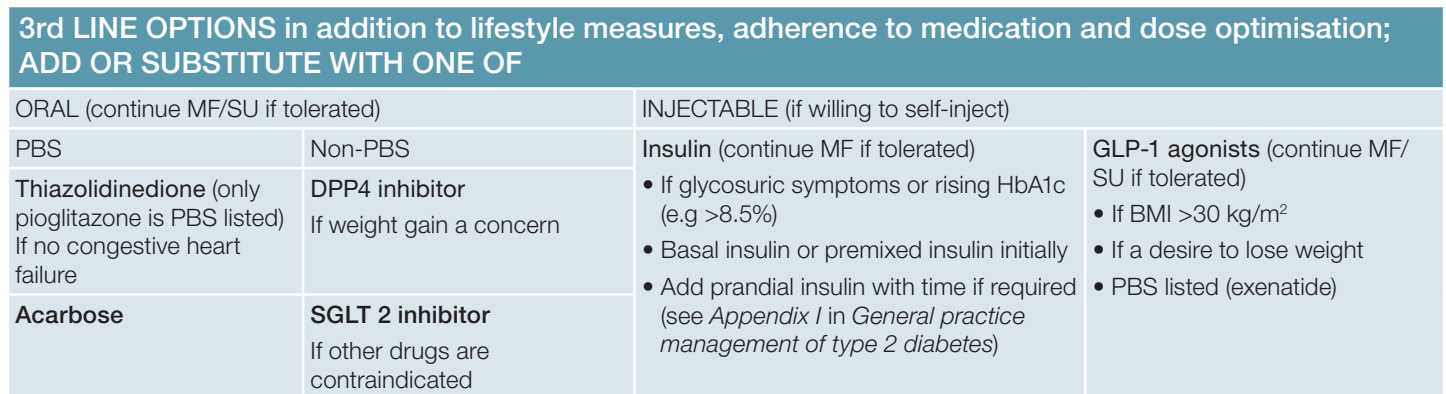 3rd LINE OPTIONS in addition to lifestyle measures, adherence to medication and dose optimisation;
ADD OR SUBSTITUTE WITH ONE OF
ORAL (continue MF/SU if tolerated)
INJECTABLE (if willing to self-inject)
PBS
Non-PBS
Thiazolidinedione (only
pioglitazone is PBS listed)
If no congestive heart
failure
DPP4 inhibitor
If weight gain a concern
Acarbose
SGLT 2 inhibitor
If other drugs are
contraindicated
Insulin (continue MF if tolerated)
• If glycosuric symptoms or rising HbA1c
(e.g >8.5%)
• Basal insulin or premixed insulin initially
• Add prandial insulin with time if required
(see Appendix I in General practice
management of type 2 diabetes)
GLP-1 agonists (continue MF/
SU if tolerated)
• If BMI >30 kg/m²
• If a desire to lose weight
• PBS listed (exenatide)